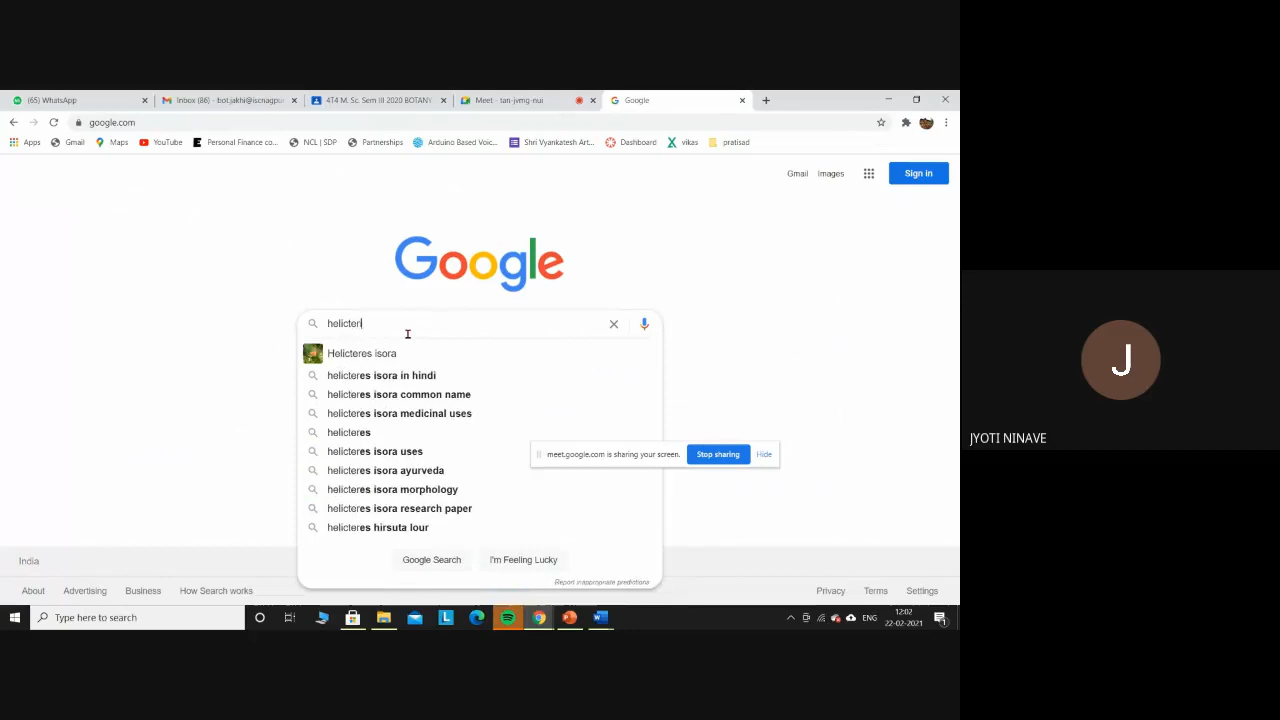 (65) WhatsApp
Inbox (86) - bot.jakhi@iscnagpu
4T4 M. Sc. Sem III 2020 BOTANY
Meet - tan-jvmg-nui
Google
google.com
Apps
Gmail
Maps
YouTube
Personal Finance co...
NCL | SDP
Partnerships
Arduino Based Voic...
Shri Vyankatesh Art...
Dashboard
vikas
pratisad
Gmail
Images
Sign in
Google
helicteri
Helicteres isora
helicteres isora in hindi
helicteres isora common name
helicteres isora medicinal uses
helicteres
helicteres isora uses
meet.google.com is sharing your screen.
Stop sharing
Hide
helicteres isora ayurveda
helicteres isora morphology
helicteres isora research paper
helicteres hirsuta lour
Google Search
I'm Feeling Lucky
Report inappropriate predictions
India
About
Advertising
Business
How Search works
Privacy
Terms
Settings
Type here to search
ENG
12:02
22-02-2021
J
JYOTI NINAVE